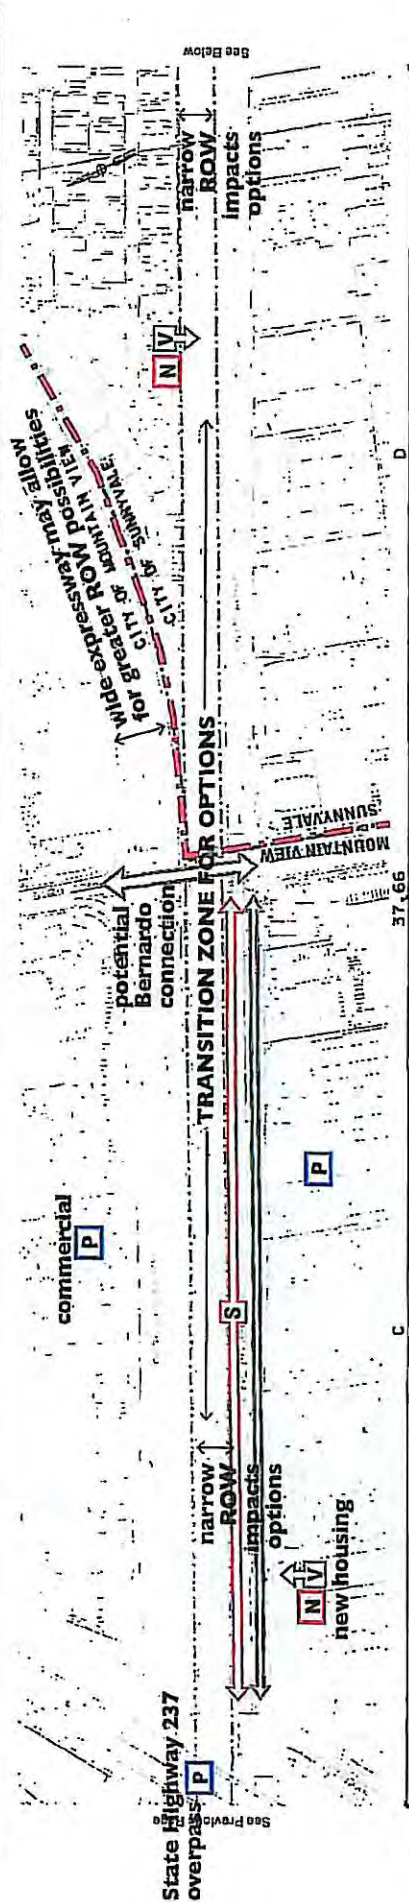 See Below
narrow
ROW
impacts
options
N
V
wide expressway may allow
for greater ROW possibilities
CITY OF MOUNTAIN VIEW
CITY OF SUNNYVALE
D
TRANSITION ZONE FOR OPTIONS
potential
Bernardo
connection
SUNNYVALE
MOUNTAIN VIEW
37,66
commercial
P
P
S
C
narrow
ROW
impacts
options
N
V
new housing
State Highway 237
overpass
P
See Previous Page